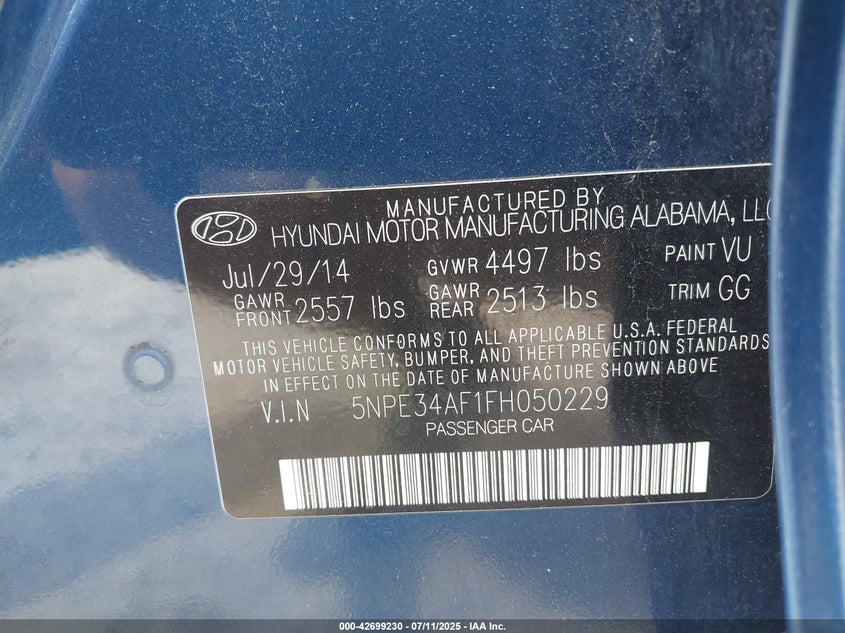 MANUFACTURED BY
HYUNDAI MOTOR MANUFACTURING ALABAMA, LLC
Jul/29/14 GVWR 4497 lbs PAINT VU
GAWR FRONT 2557 lbs GAWR REAR 2513 lbs TRIM GG
THIS VEHICLE CONFORMS TO ALL APPLICABLE U.S.A. FEDERAL
MOTOR VEHICLE SAFETY, BUMPER, AND THEFT PREVENTION STANDARDS
IN EFFECT ON THE DATE OF MANUFACTURE SHOWN ABOVE
V.I.N 5NPE34AF1FH050229
PASSENGER CAR
000-42699230 - 07/11/2025 - IAA Inc.